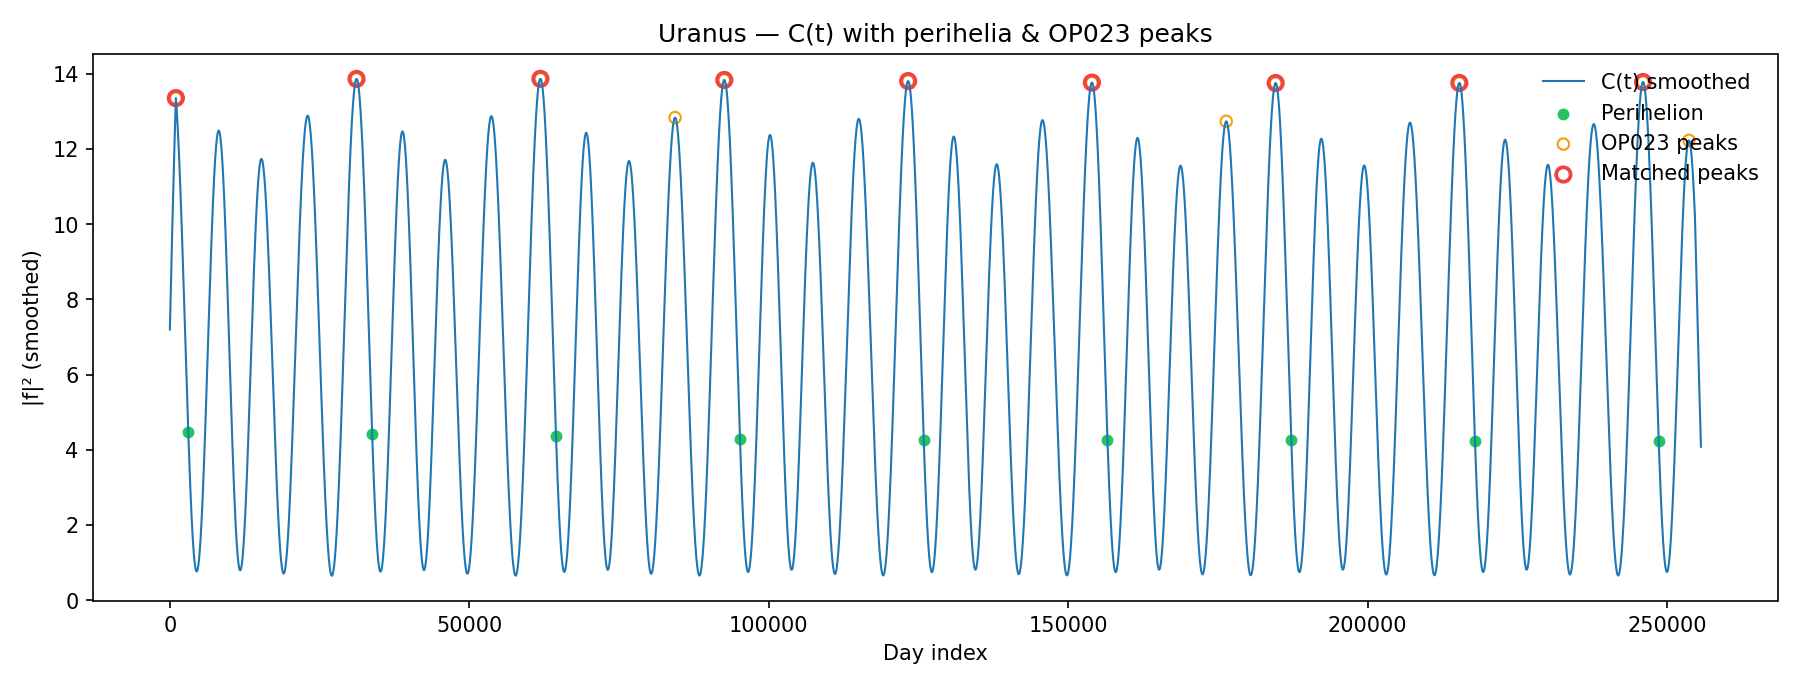 Uranus — C(t) with perihelia & OP023 peaks
14
12
10
8
6
4
2
0
|f|² (smoothed)
C(t) smoothed
Perihelion
OP023 peaks
Matched peaks
0
50000
100000
150000
200000
250000
Day index